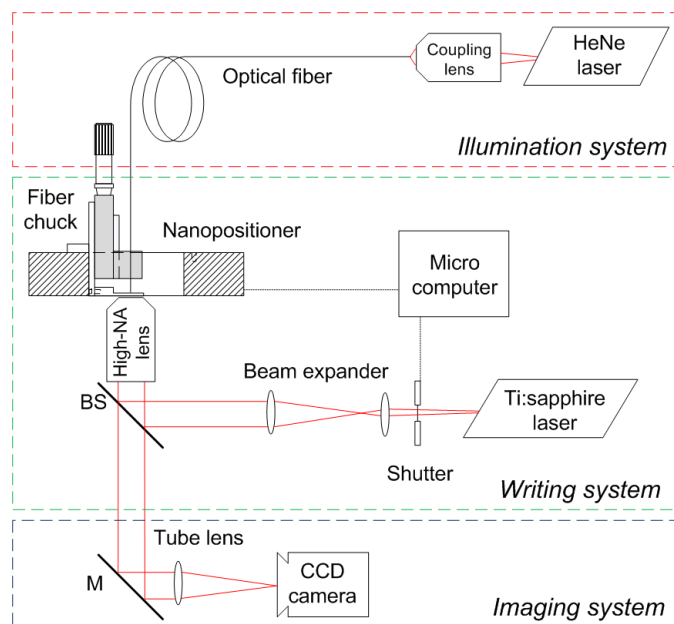 HeNe
laser
Coupling
lens
Optical fiber
Illumination system
Fiber
chuck
Nanopositioner
Micro
computer
High-NA
lens
Beam expander
BS
Ti:sapphire
laser
Shutter
Writing system
Tube lens
M
CCD
camera
Imaging system